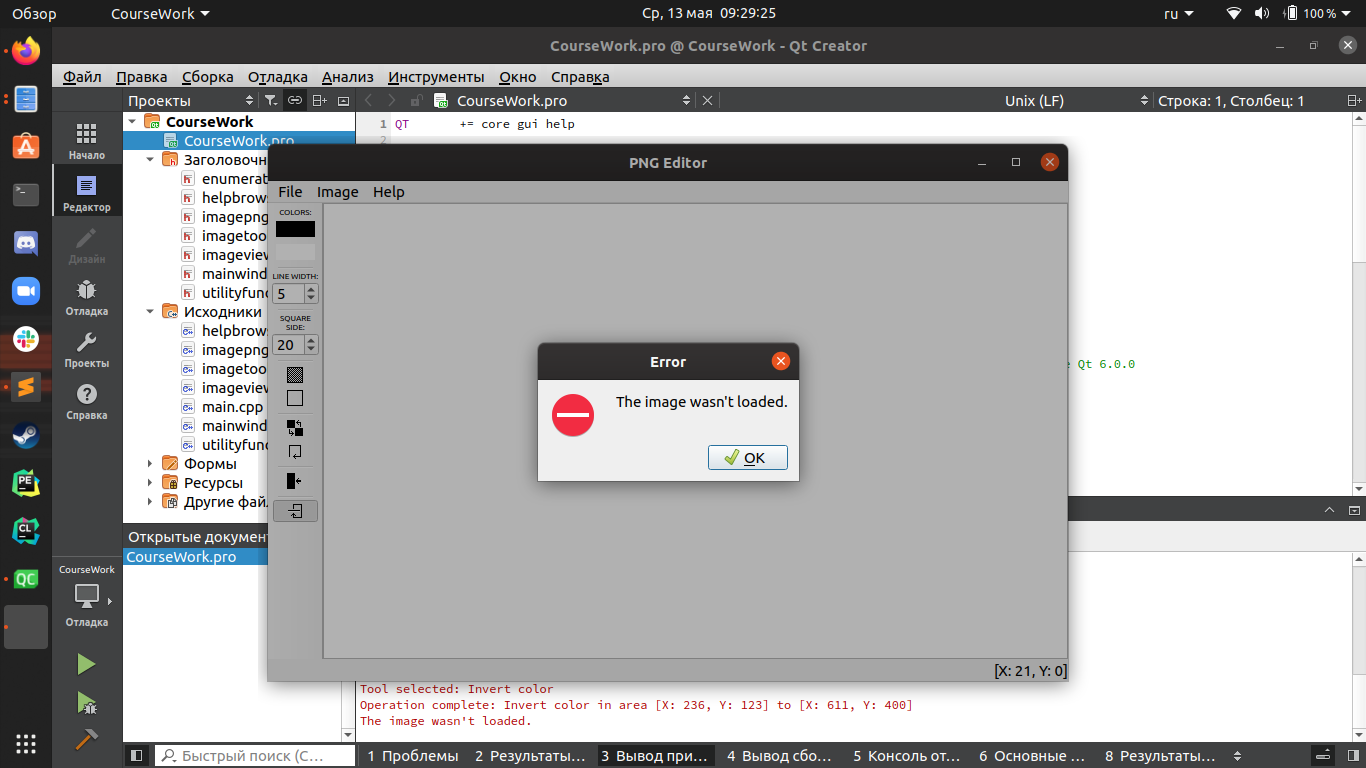 Обзор
CourseWork
Ср, 13 мая 09:29:25
ru
100 %
CourseWork.pro @ CourseWork - Qt Creator
Файл Правка Сборка Отладка Анализ Инструменты Окно Справка
Проекты
CourseWork.pro
Unix (LF)
Строка: 1, Столбец: 1
Начало
Редактор
Дизайн
Отладка
Проекты
Справка
CourseWork
Отладка
CourseWork
CourseWork.pro
Заголовочн
enumerat
helpbrow
imagepng
imagetoo
imageview
mainwind
utilityfunc
Исходники
helpbrows
imagepng
imagetoo
imageview
main.cpp
mainwind
utilityfunc
Формы
Ресурсы
Другие фай
Открытые документ
CourseWork.pro
1 QT += core gui help
2
e Qt 6.0.0
PNG Editor
File Image Help
COLORS:
LINE WIDTH:
5
SQUARE
SIDE:
20
Error
The image wasn't loaded.
OK
[X: 21, Y: 0]
Tool selected: Invert color
Operation complete: Invert color in area [X: 236, Y: 123] to [X: 611, Y: 400]
The image wasn't loaded.
PE
CL
QC
Быстрый поиск (C...
1 Проблемы
2 Результаты...
3 Вывод при...
4 Вывод сбо...
5 Консоль от...
6 Основные ...
8 Результаты...